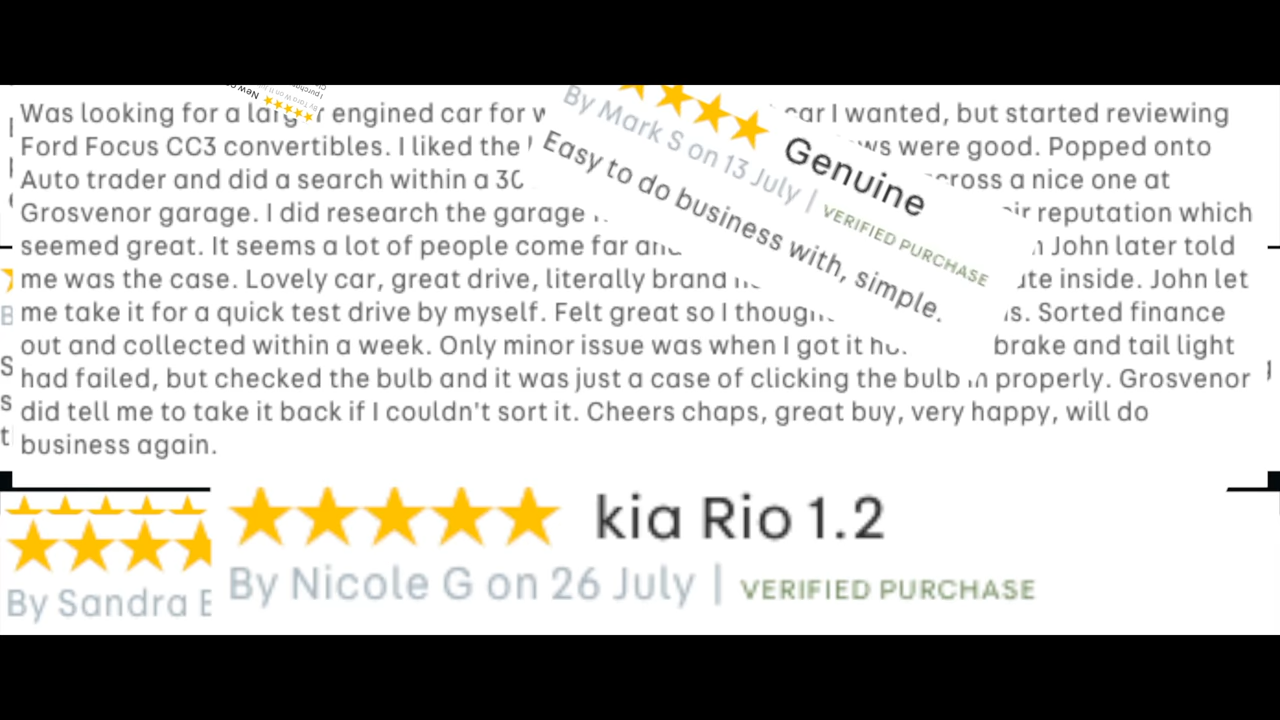 Was looking for a larger engined car for
car I wanted, but started reviewing
Ford Focus CC3 convertibles. I liked the
were good. Popped onto
Auto trader and did a search within a
a nice one at
Grosvenor garage. I did research the garage
reputation which
seemed great. It seems a lot of people come far
John later told
me was the case. Lovely car, great drive, literally brand
inside. John let
me take it for a quick test drive by myself. Felt great so I
Sorted finance
out and collected within a week. Only minor issue was when I got it
brake and tail light
had failed, but checked the bulb and it was just a case of clicking the bulb in properly. Grosvenor
did tell me to take it back if I couldn't sort it. Cheers chaps, great buy, very happy, will do
business again.
Genuine
By Mark S on 13 July | VERIFIED PURCHASE
Easy to do business with, simple.
kia Rio 1.2
By Nicole G on 26 July | VERIFIED PURCHASE
By Sandra